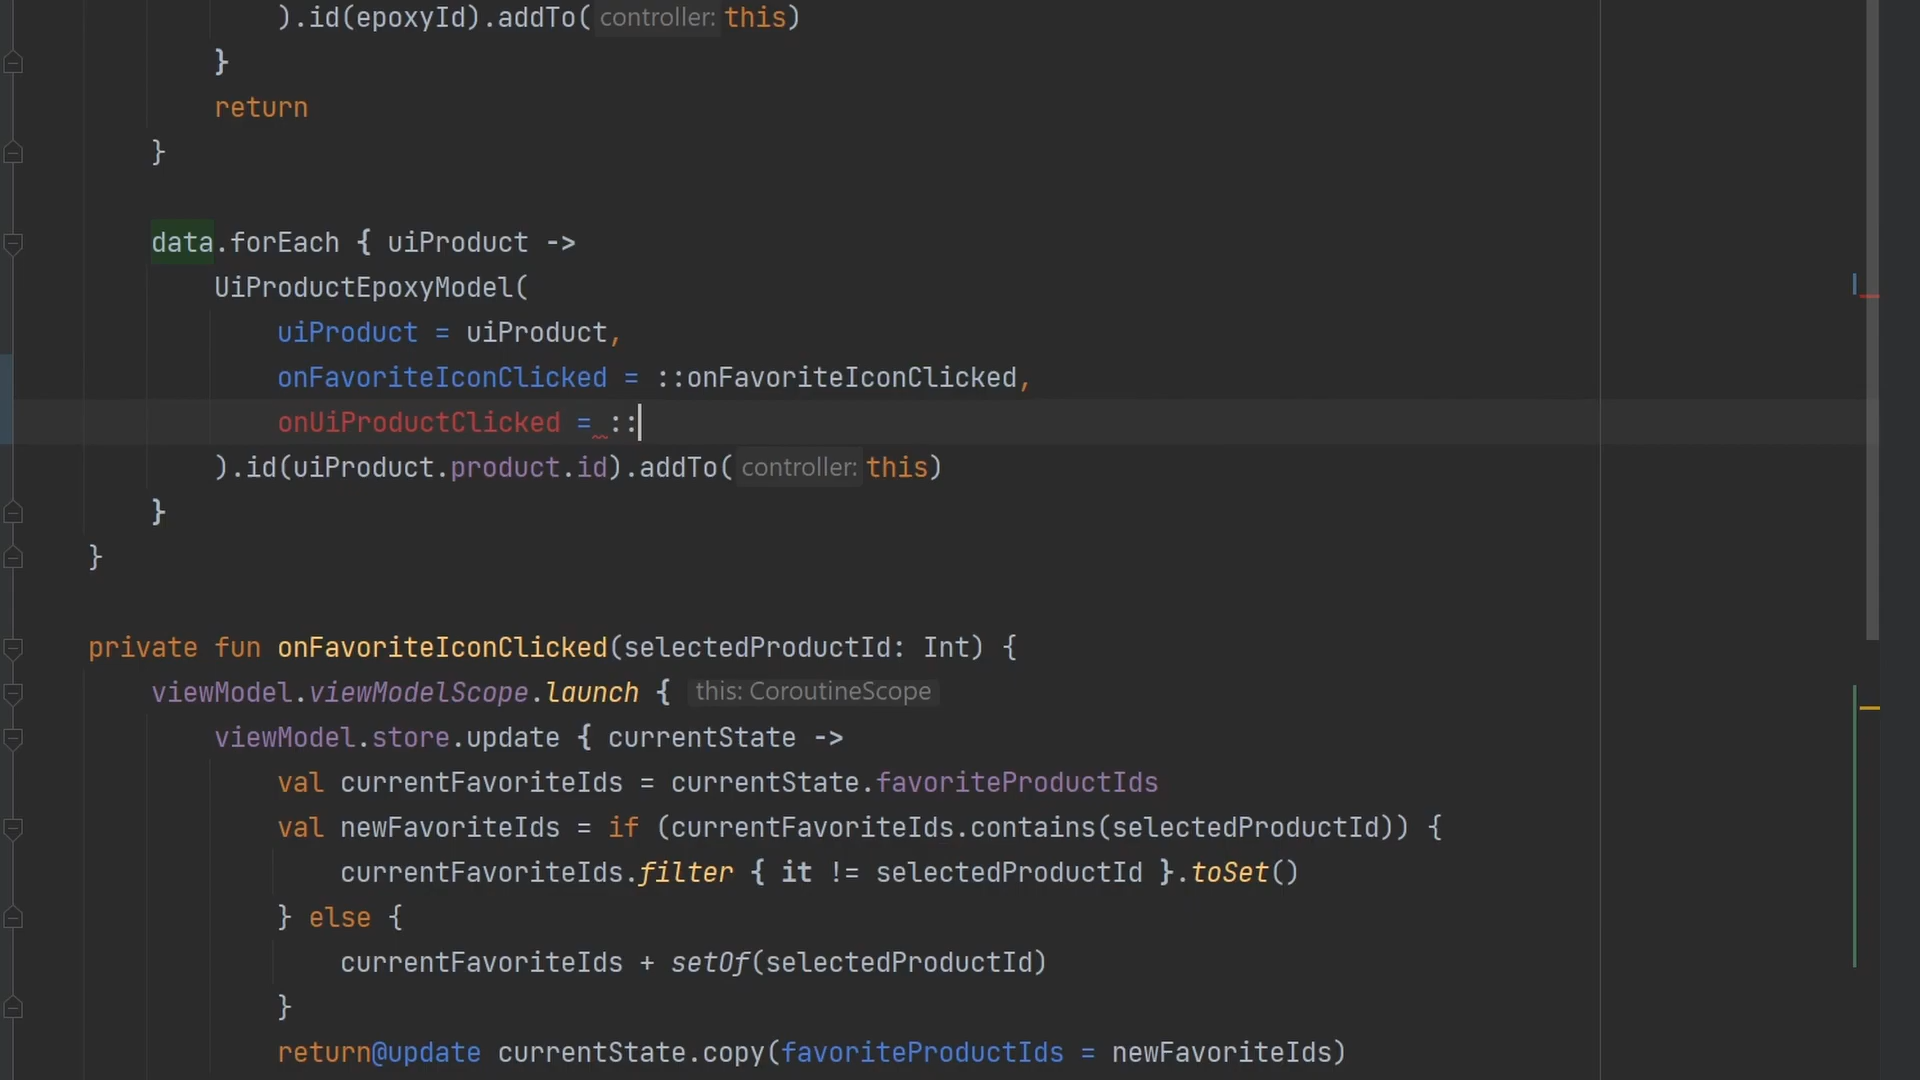 ).id(epoxyId).addTo( controller: this)
}
return
}
data.forEach { uiProduct ->
UiProductEpoxyModel(
uiProduct = uiProduct,
onFavoriteIconClicked = ::onFavoriteIconClicked,
onUiProductClicked = ::
).id(uiProduct.product.id).addTo( controller: this)
}
}
private fun onFavoriteIconClicked(selectedProductId: Int) {
viewModel.viewModelScope.launch { this: CoroutineScope
viewModel.store.update { currentState ->
val currentFavoriteIds = currentState.favoriteProductIds
val newFavoriteIds = if (currentFavoriteIds.contains(selectedProductId)) {
currentFavoriteIds.filter { it != selectedProductId }.toSet()
} else {
currentFavoriteIds + setOf(selectedProductId)
}
return@update currentState.copy(favoriteProductIds = newFavoriteIds)